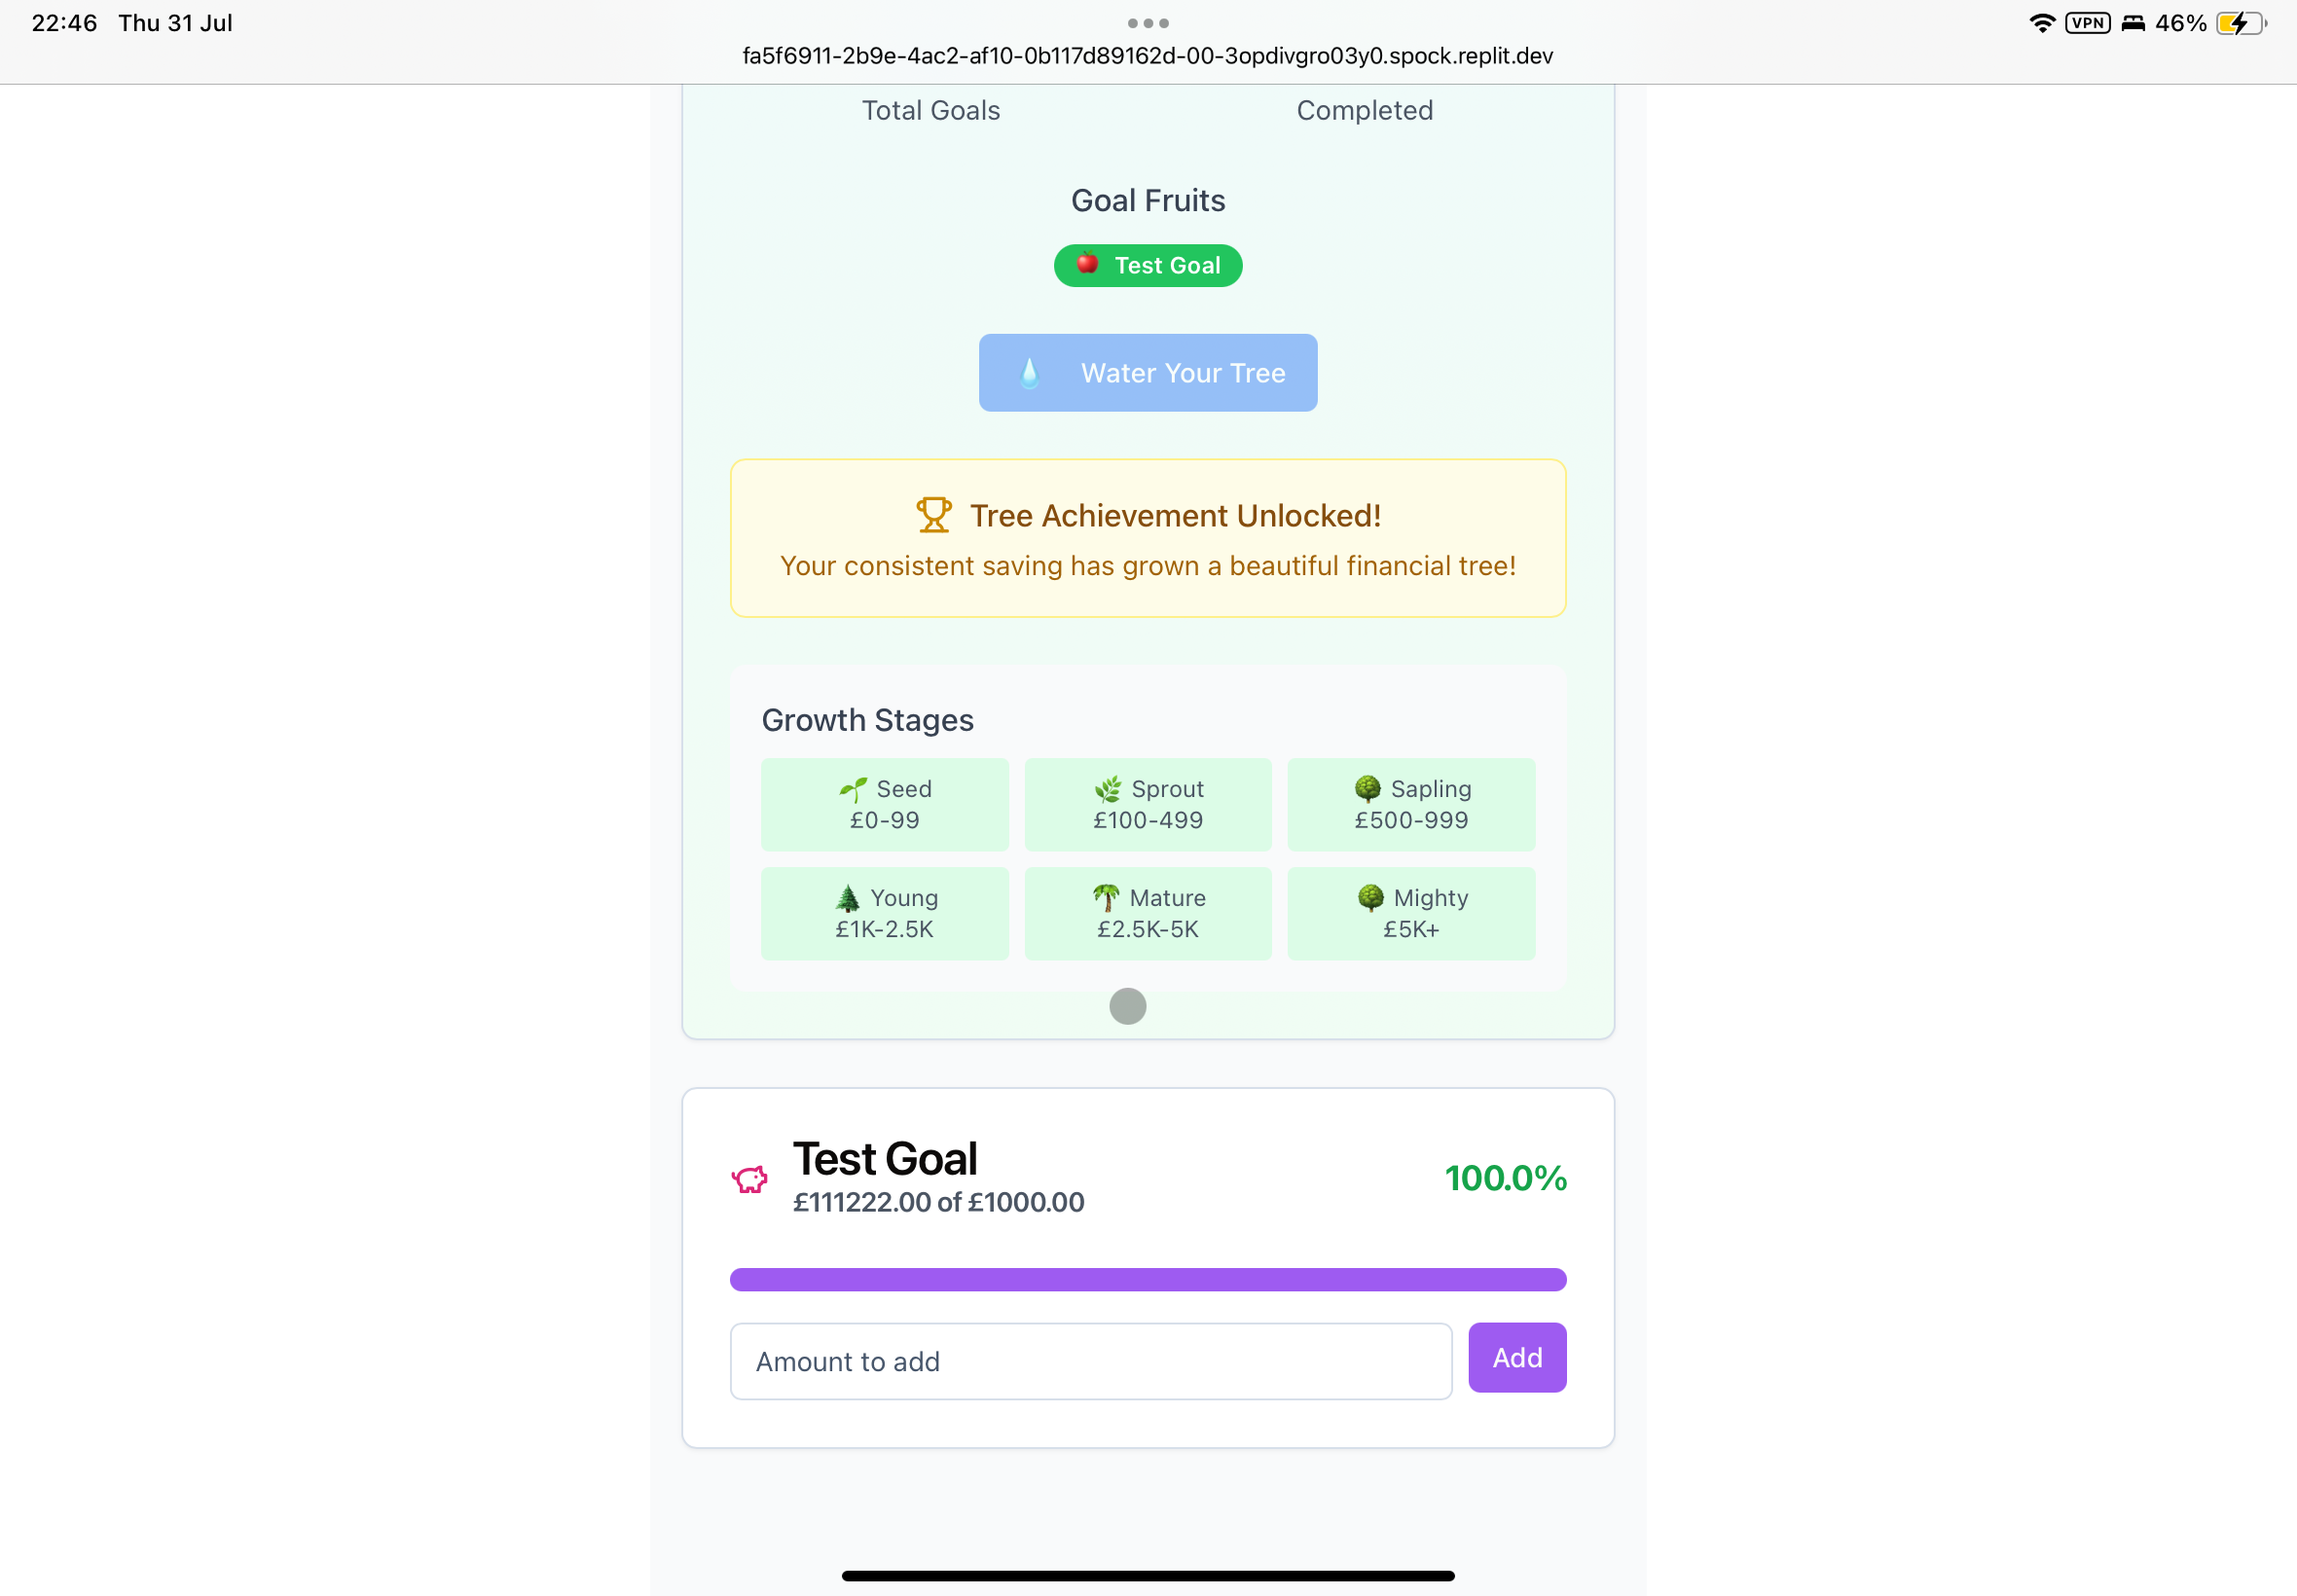 22:46 Thu 31 Jul
VPN 46%
fa5f6911-2b9e-4ac2-af10-0b117d89162d-00-3opdivgro03y0.spock.replit.dev
Total Goals
Completed
Goal Fruits
Test Goal
Water Your Tree
Tree Achievement Unlocked!
Your consistent saving has grown a beautiful financial tree!
Growth Stages
Seed
£0-99
Sprout
£100-499
Sapling
£500-999
Young
£1K-2.5K
Mature
£2.5K-5K
Mighty
£5K+
Test Goal
£111222.00 of £1000.00
100.0%
Amount to add
Add